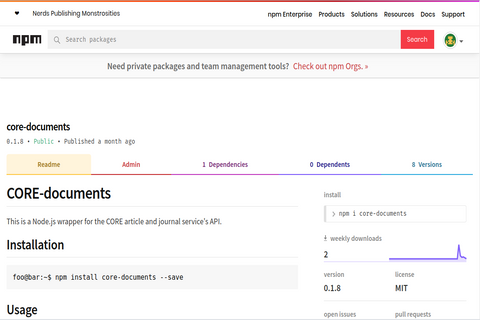 Nerds Publishing Monstrosities
npm Enterprise Products Solutions Resources Docs Support
npm Search packages Search
Need private packages and team management tools? Check out npm Orgs. »
core-documents
0.1.8 • Public • Published a month ago
Readme Admin 1 Dependencies 0 Dependents 8 Versions
CORE-documents
This is a Node.js wrapper for the CORE article and journal service's API.
Installation
foo@bar:~$ npm install core-documents --save
Usage
install
> npm i core-documents
weekly downloads
2
version license
0.1.8 MIT
open issues pull requests